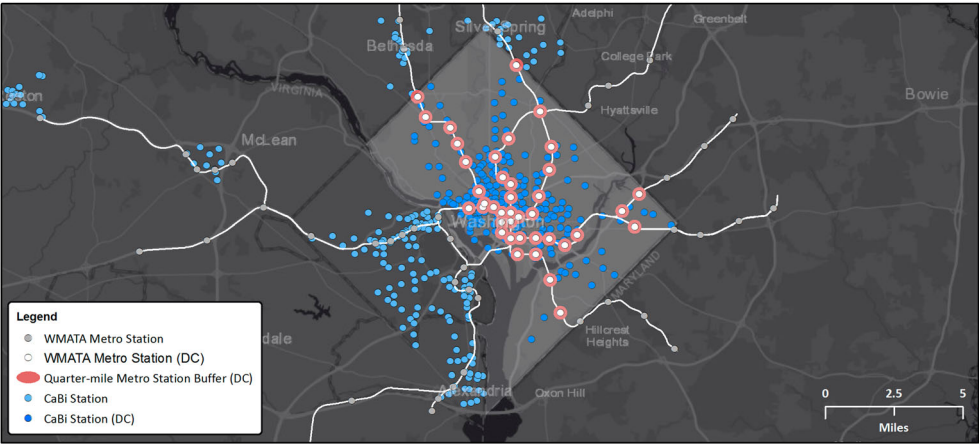 Adelphi
Silver Spring
Greenbelt
Bethesda
College Park
VIRGINIA
Hyattsville
Bowie
McLean
Washington
MARYLAND
Hillcrest
Heights
Alexandria
Oxon Hill
dale
Legend
WMATA Metro Station
WMATA Metro Station (DC)
Quarter-mile Metro Station Buffer (DC)
CaBi Station
CaBi Station (DC)
0 2.5 5
Miles